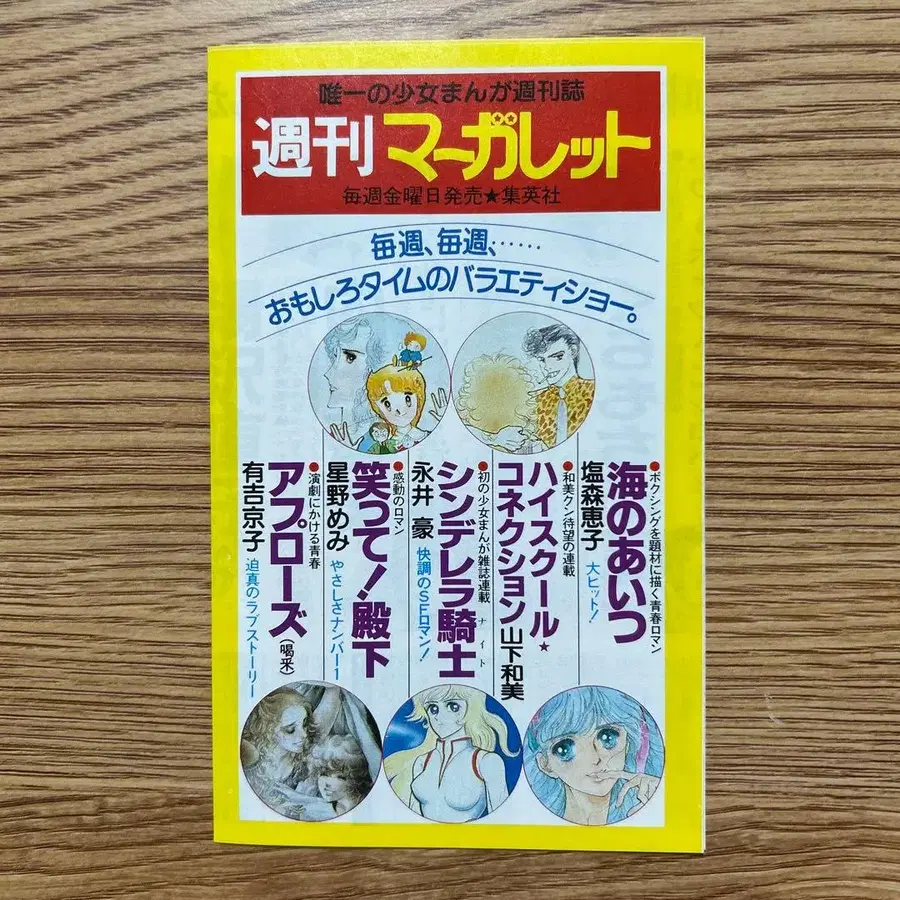 唯一の少女まんが週刊誌
週刊マーガレット
毎週金曜日発売★集英社
毎週、毎週、……
おもしろタイムのバラエティショー。
●ボクシングを題材に描く青春ロマン
海のあいつ
塩森恵子 大ヒット!
●和美クン待望の連載
ハイスクール★
コネクション 山下和美
●初の少女まんが雑誌連載
シンデレラ騎士
ナイト
永井 豪 快調のSFロマン!
●感動のロマン
笑って!殿下
星野めみ やさしさナンバー1
●演劇にかける青春
アプローズ(喝采)
有吉京子 迫真のラブストーリー